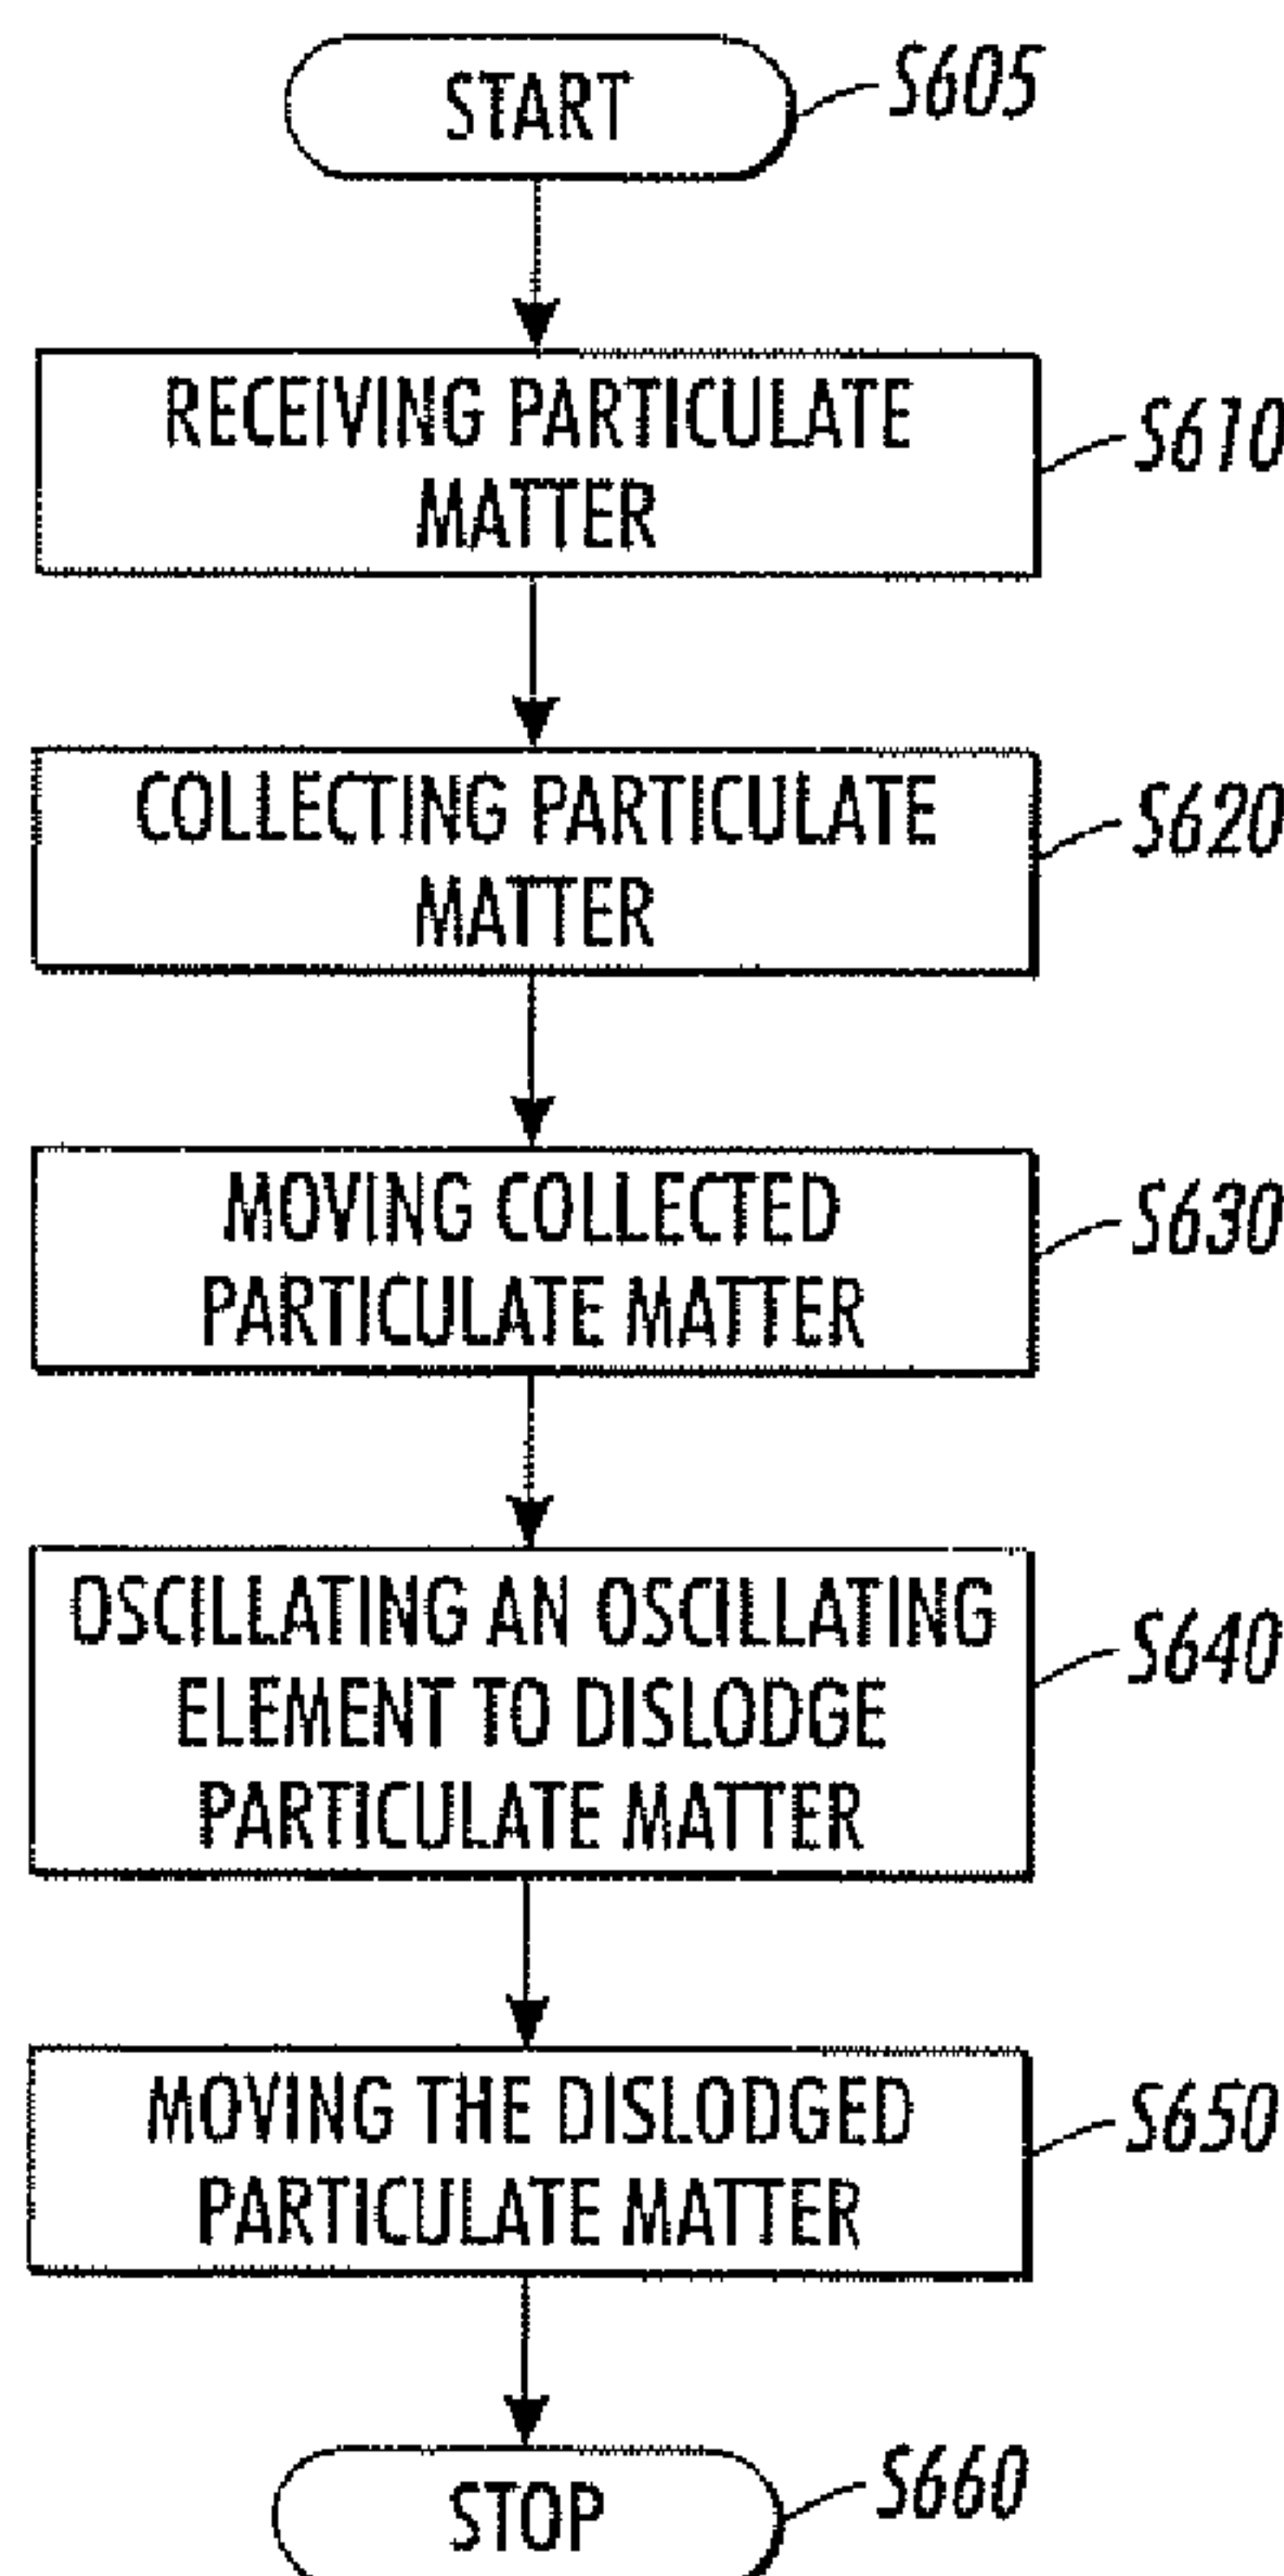 START
S605
RECEIVING PARTICULATE
MATTER
S610
COLLECTING PARTICULATE
MATTER
S620
MOVING COLLECTED
PARTICULATE MATTER
S630
OSCILLATING AN OSCILLATING
ELEMENT TO DISLODGE
PARTICULATE MATTER
S640
MOVING THE DISLODGED
PARTICULATE MATTER
S650
STOP
S660